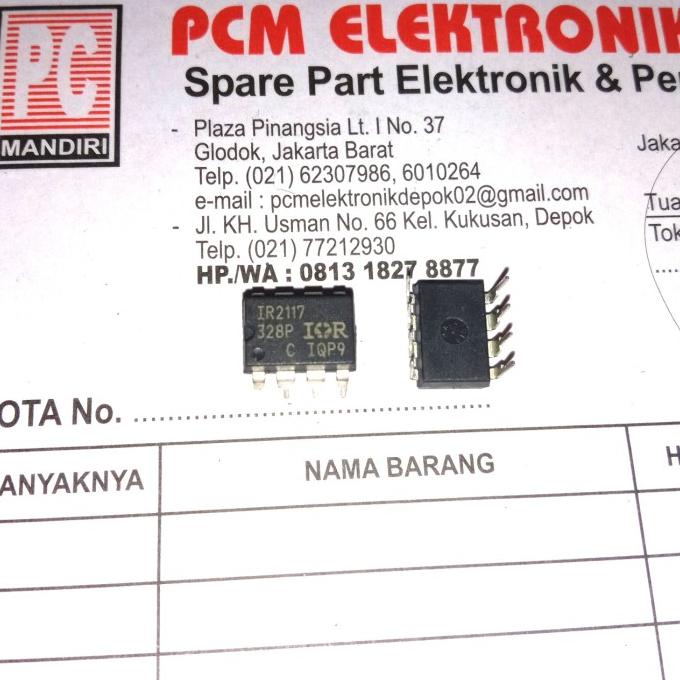 PC
MANDIRI
PCM ELEKTRONIK
Spare Part Elektronik & Pe
- Plaza Pinangsia Lt. I No. 37
Glodok, Jakarta Barat
Telp. (021) 62307986, 6010264
e-mail : pcmelektronikdepok02@gmail.com
- Jl. KH. Usman No. 66 Kel. Kukusan, Depok
Telp. (021) 77212930
HP./WA : 0813 1827 8877
Jaka
Tua
Tok
IR2117
328P IOR
C IQP9
OTA No.
ANYAKNYA
NAMA BARANG
H